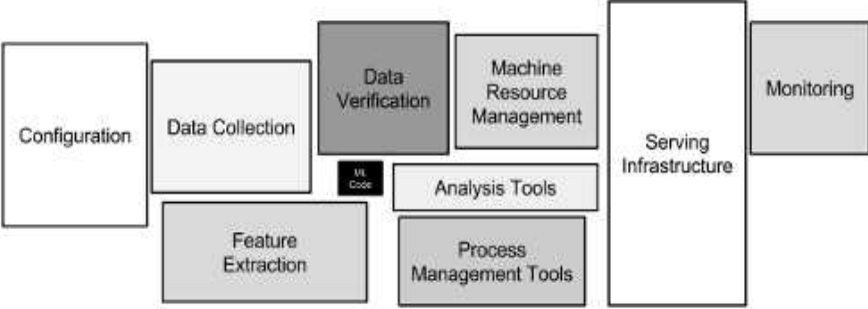 Configuration
Data Collection
Data
Verification
Machine
Resource
Management
Monitoring
Serving
Infrastructure
ML
Code
Analysis Tools
Feature
Extraction
Process
Management Tools